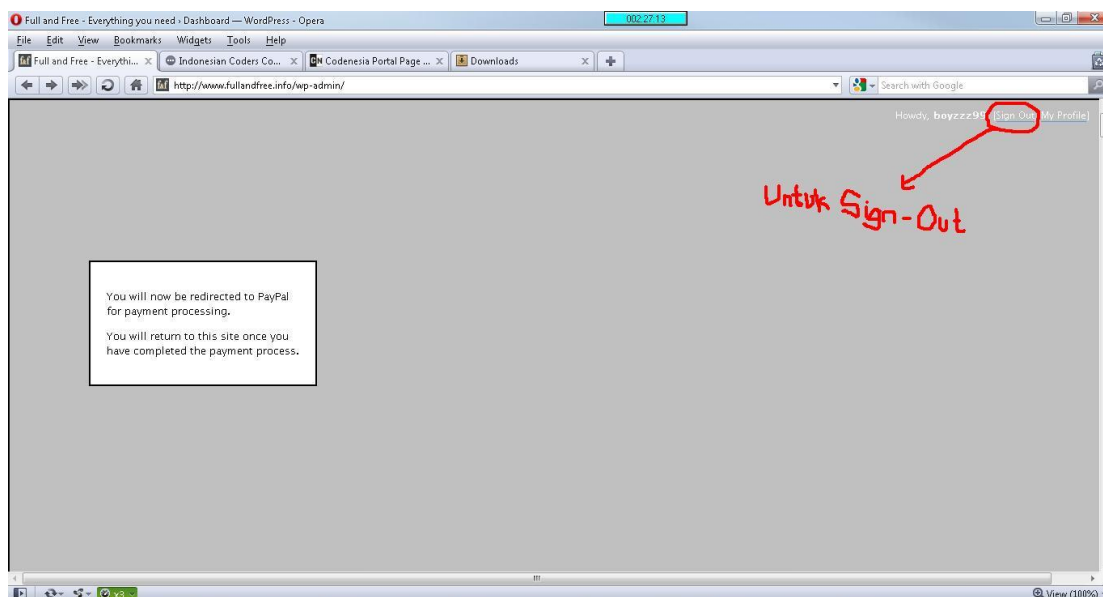 Full and Free - Everything you need › Dashboard — WordPress - Opera
002:27:13
File Edit View Bookmarks Widgets Tools Help
Full and Free - Everythi... Indonesian Coders Co... Codenesia Portal Page ... Downloads
http://www.fullandfree.info/wp-admin/ Search with Google
Howdy, boyzzz99 [Sign Out, My Profile]
Untuk Sign-Out
You will now be redirected to PayPal
for payment processing.
You will return to this site once you
have completed the payment process.
x3 View (100%)